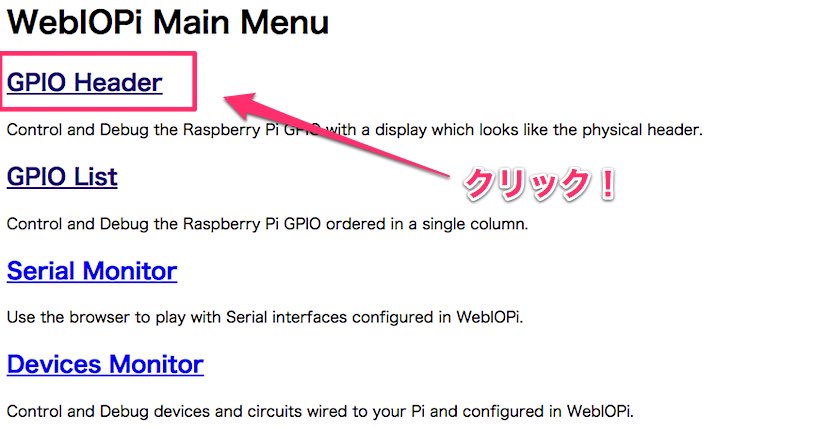 WebIOPi Main Menu
GPIO Header
Control and Debug the Raspberry Pi GPIO with a display which looks like the physical header.
クリック！
GPIO List
Control and Debug the Raspberry Pi GPIO ordered in a single column.
Serial Monitor
Use the browser to play with Serial interfaces configured in WebIOPi.
Devices Monitor
Control and Debug devices and circuits wired to your Pi and configured in WebIOPi.